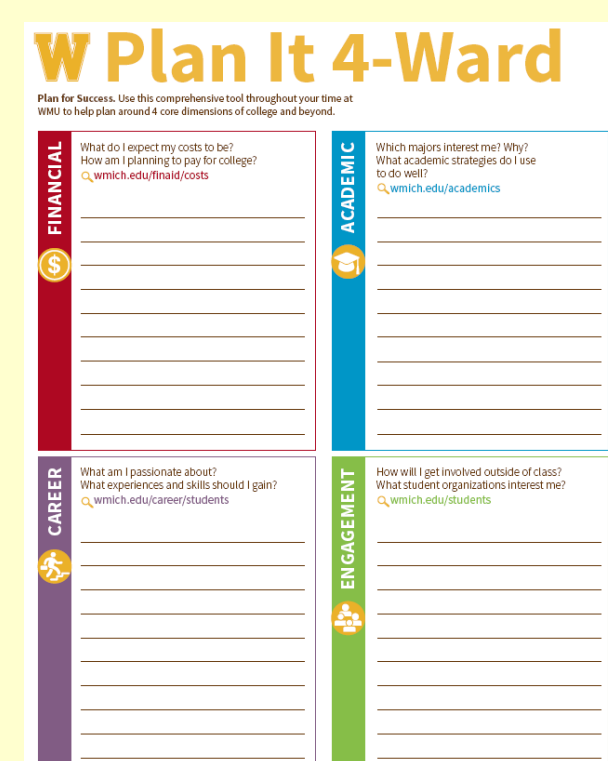 W Plan It 4-Ward
Plan for Success. Use this comprehensive tool throughout your time at
WMU to help plan around 4 core dimensions of college and beyond.
FINANCIAL
What do I expect my costs to be?
How am I planning to pay for college?
wmich.edu/finaid/costs
$
ACADEMIC
Which majors interest me? Why?
What academic strategies do I use
to do well?
wmich.edu/academics
CAREER
What am I passionate about?
What experiences and skills should I gain?
wmich.edu/career/students
ENGAGEMENT
How will I get involved outside of class?
What student organizations interest me?
wmich.edu/students